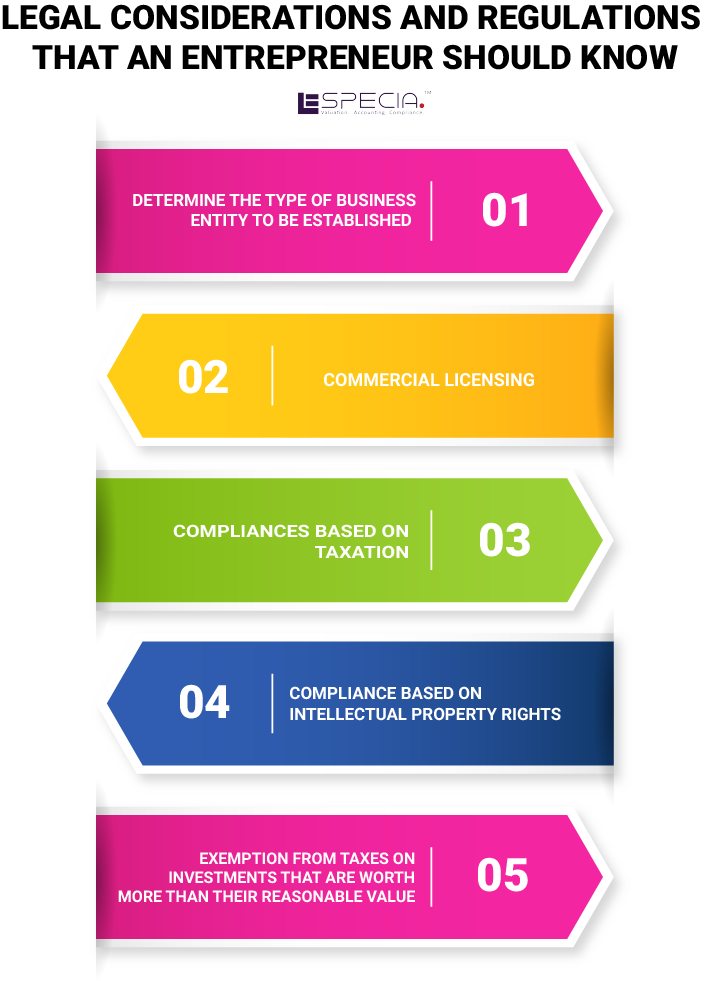 LEGAL CONSIDERATIONS AND REGULATIONS
THAT AN ENTREPRENEUR SHOULD KNOW
LESPECIA.™
Valuation. Accounting. Compliance.
DETERMINE THE TYPE OF BUSINESS
ENTITY TO BE ESTABLISHED
01
02
COMMERCIAL LICENSING
COMPLIANCES BASED ON
TAXATION
03
04
COMPLIANCE BASED ON
INTELLECTUAL PROPERTY RIGHTS
EXEMPTION FROM TAXES ON
INVESTMENTS THAT ARE WORTH
MORE THAN THEIR REASONABLE VALUE
05